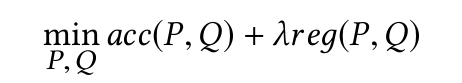 min acc(P, Q) + λreg(P, Q)
P, Q